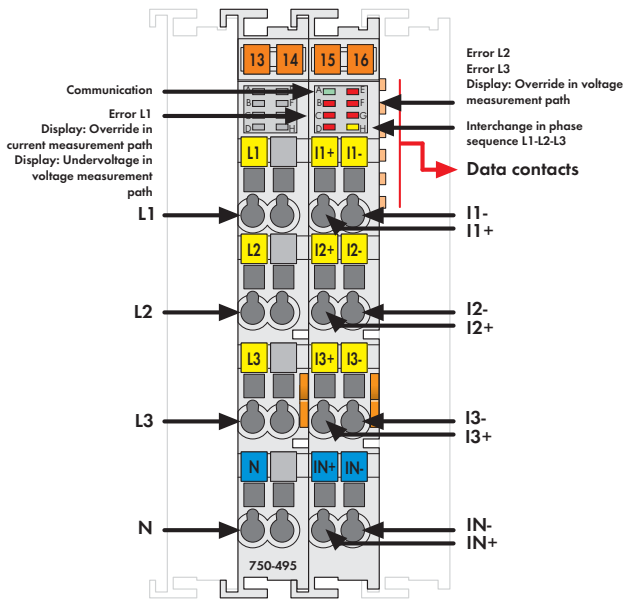 13 14 15 16
Communication
Error L1
Display: Override in
current measurement path
Display: Undervoltage in
voltage measurement
path
Error L2
Error L3
Display: Override in voltage
measurement path
Interchange in phase
sequence L1-L2-L3
Data contacts
A E
B F
C G
D H
A E
B F
C G
D H
L1 I1+ I1-
L1
I1-
I1+
L2 I2+ I2-
L2
I2-
I2+
L3 I3+ I3-
L3
I3-
I3+
N IN+ IN-
N
IN-
IN+
750-495